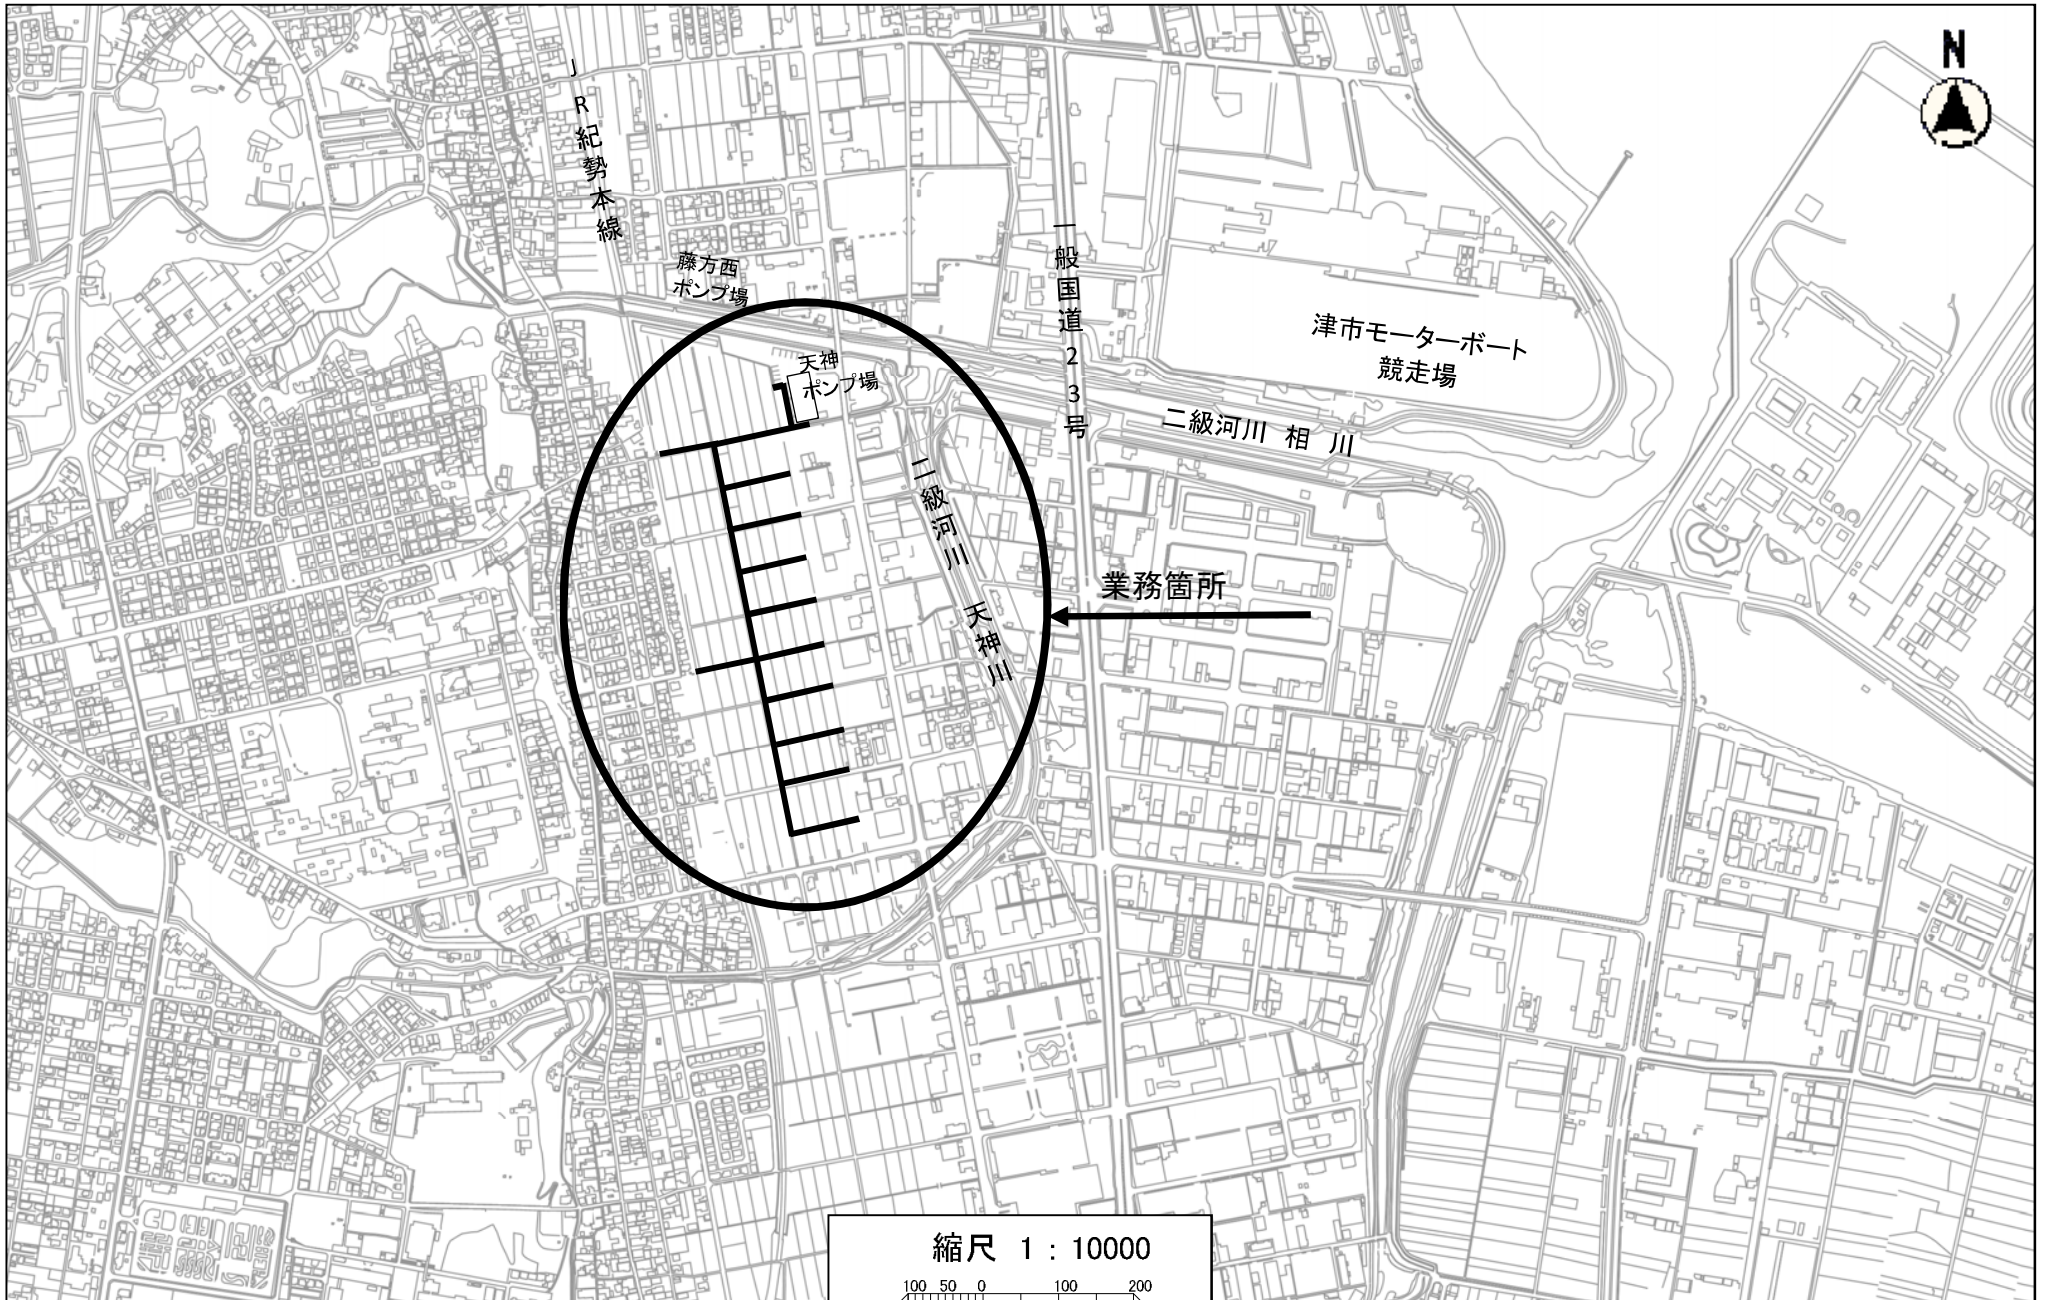 N
JR紀勢本線
藤方西
ポンプ場
一般国道23号
津市モーターボート
競走場
天神
ポンプ場
二級河川 相 川
二級河川 天神川
業務箇所
縮尺 1：10000
100 50 0 100 200